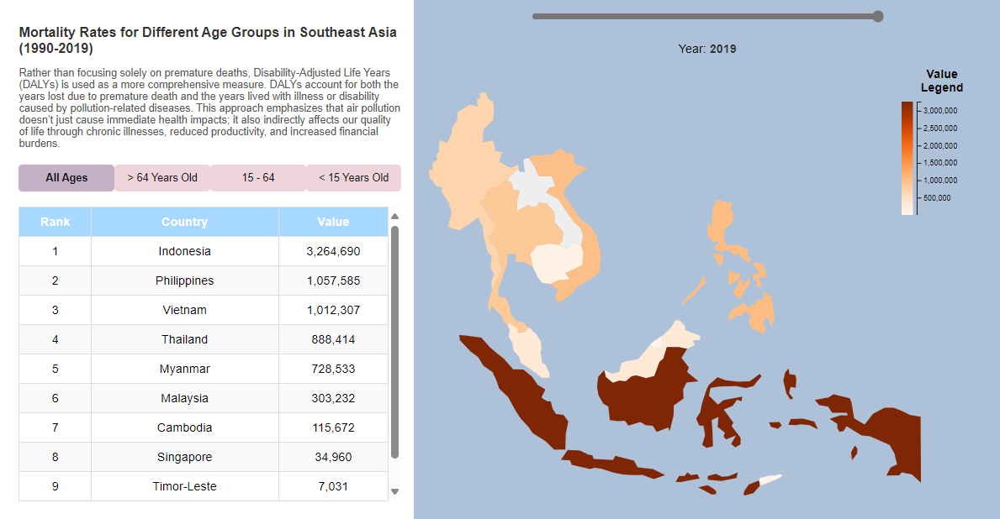 Mortality Rates for Different Age Groups in Southeast Asia
(1990-2019)
Rather than focusing solely on premature deaths, Disability-Adjusted Life Years
(DALYs) is used as a more comprehensive measure. DALYs account for both the
years lost due to premature death and the years lived with illness or disability
caused by pollution-related diseases. This approach emphasizes that air pollution
doesn't just cause immediate health impacts; it also indirectly affects our quality
of life through chronic illnesses, reduced productivity, and increased financial
burdens.
All Ages > 64 Years Old 15 - 64 < 15 Years Old
Rank Country Value
1 Indonesia 3,264,690
2 Philippines 1,057,585
3 Vietnam 1,012,307
4 Thailand 888,414
5 Myanmar 728,533
6 Malaysia 303,232
7 Cambodia 115,672
8 Singapore 34,960
9 Timor-Leste 7,031
Year: 2019
Value
Legend
3,000,000
2,500,000
2,000,000
1,500,000
1,000,000
500,000